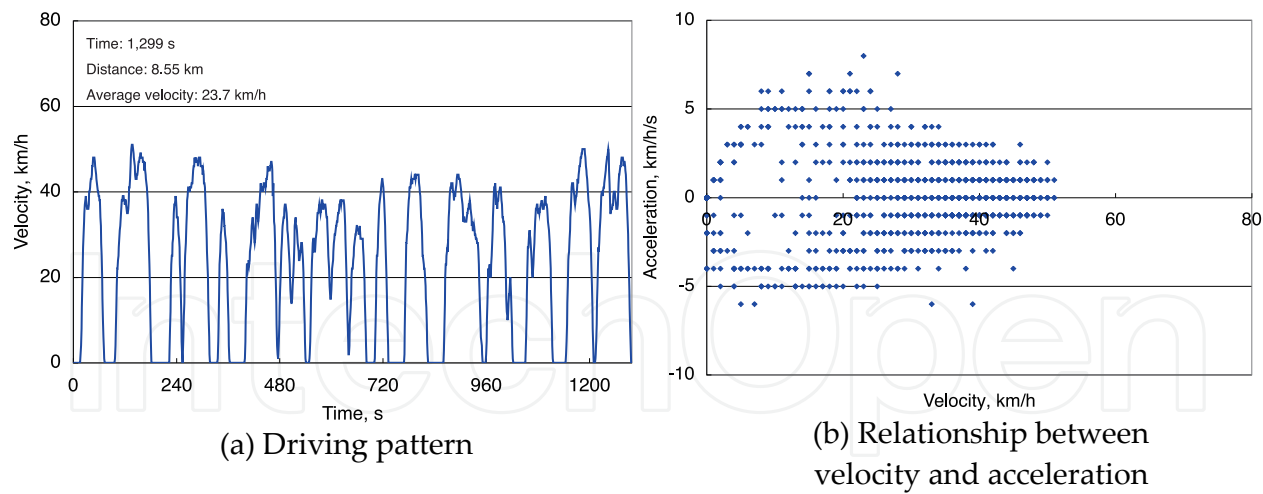 80
60
40
20
0
Velocity, km/h
Time: 1,299 s
Distance: 8.55 km
Average velocity: 23.7 km/h
0 240 480 720 960 1200
Time, s
(a) Driving pattern
10
5
0
-5
-10
Acceleration, km/h/s
0 20 40 60 80
Velocity, km/h
(b) Relationship between
velocity and acceleration
IntechOpen